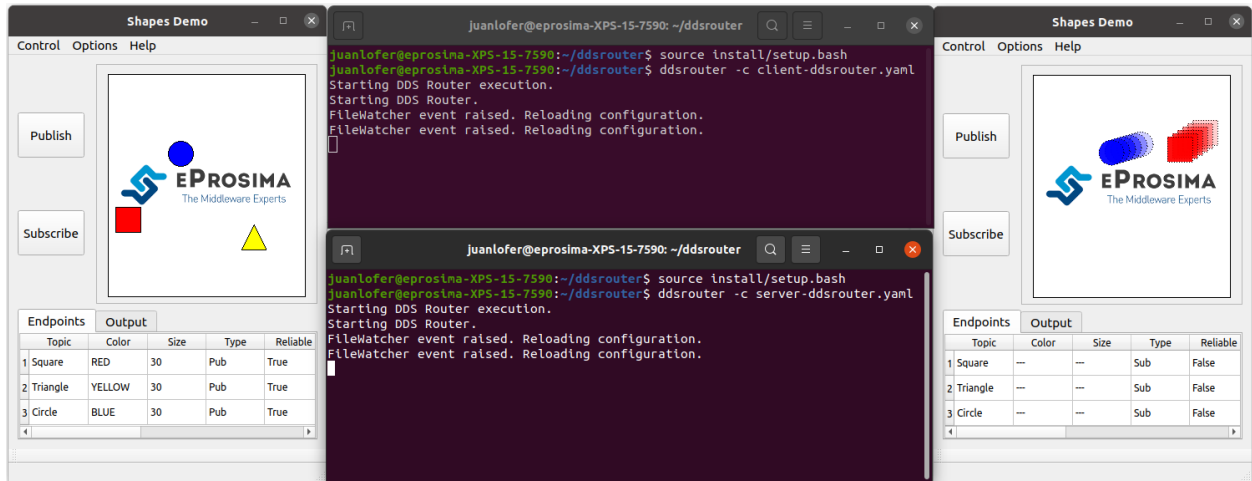 Shapes Demo
Control Options Help
Publish
Subscribe
EPROSIMA
The Middleware Experts
Endpoints Output
Topic Color Size Type Reliable
1 Square RED 30 Pub True
2 Triangle YELLOW 30 Pub True
3 Circle BLUE 30 Pub True
juanlofer@eprosima-XPS-15-7590: ~/ddsrouter
juanlofer@eprosima-XPS-15-7590:~/ddsrouter$ source install/setup.bash
juanlofer@eprosima-XPS-15-7590:~/ddsrouter$ ddsrouter -c client-ddsrouter.yaml
Starting DDS Router execution.
Starting DDS Router.
FileWatcher event raised. Reloading configuration.
FileWatcher event raised. Reloading configuration.
juanlofer@eprosima-XPS-15-7590: ~/ddsrouter
juanlofer@eprosima-XPS-15-7590:~/ddsrouter$ source install/setup.bash
juanlofer@eprosima-XPS-15-7590:~/ddsrouter$ ddsrouter -c server-ddsrouter.yaml
Starting DDS Router execution.
Starting DDS Router.
FileWatcher event raised. Reloading configuration.
FileWatcher event raised. Reloading configuration.
Shapes Demo
Control Options Help
Publish
Subscribe
EPROSIMA
The Middleware Experts
Endpoints Output
Topic Color Size Type Reliable
1 Square --- --- Sub False
2 Triangle --- --- Sub False
3 Circle --- --- Sub False